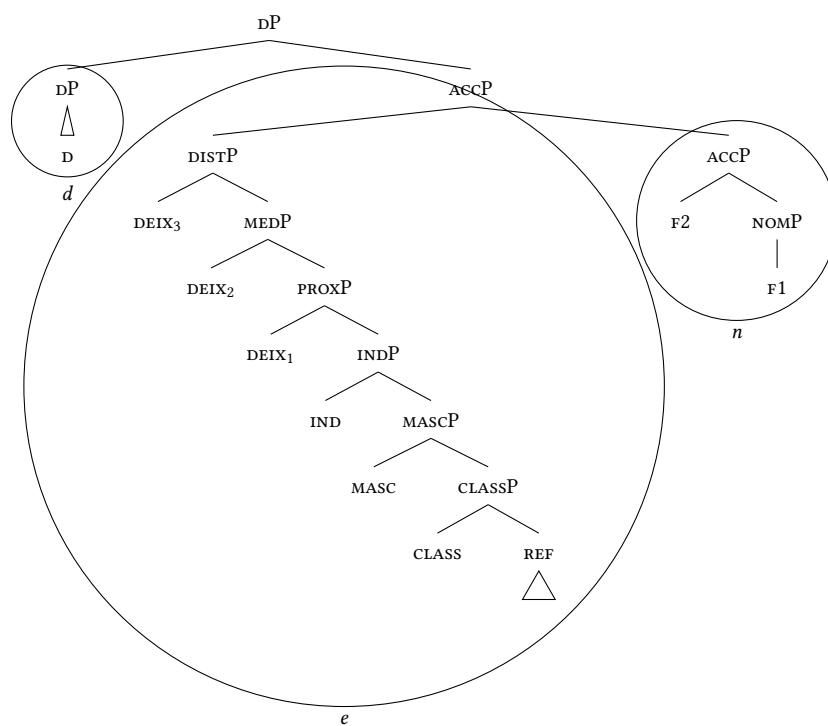 DP
DP ACCP
D DISTP ACCP
d DEIX3 MEDP F2 NOMP
DEIX2 PROXP F1
DEIX1 INDP n
IND MASCP
MASC CLASSP
CLASS REF
e